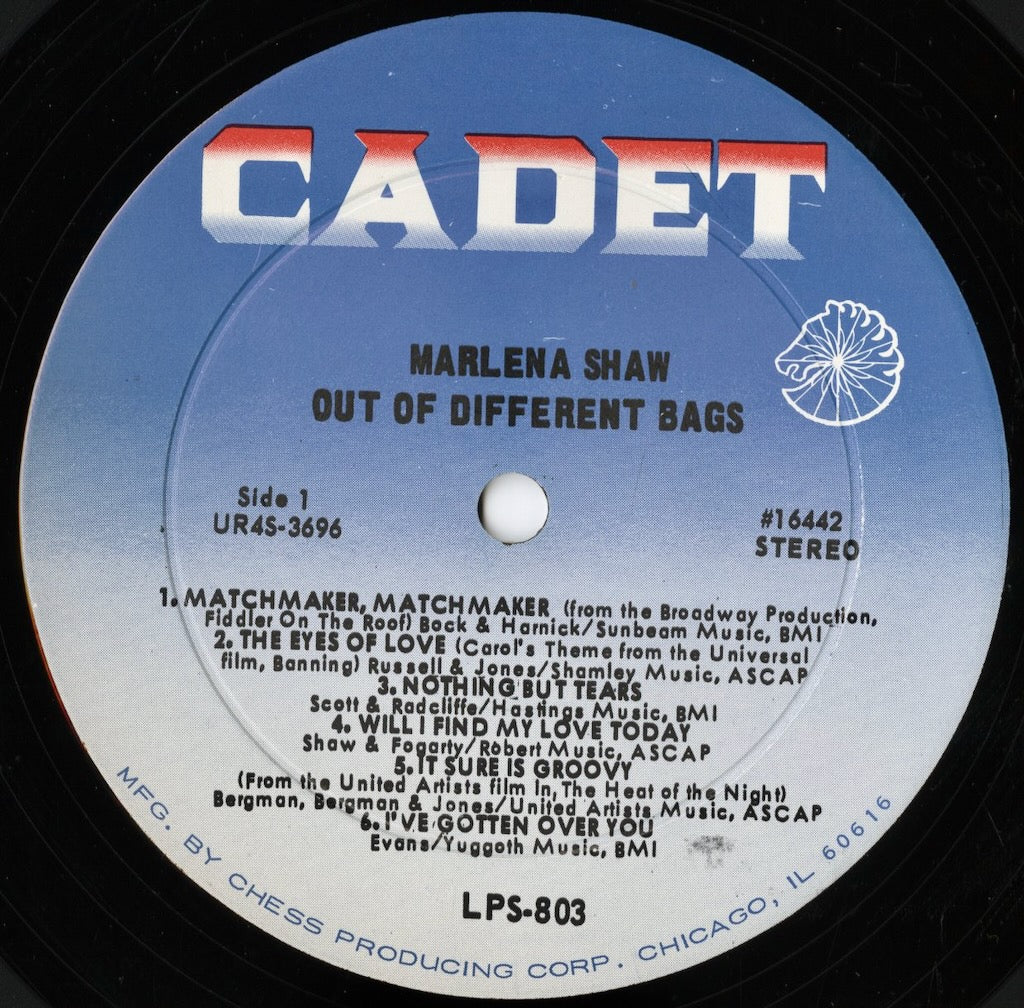 CADET
MARLENA SHAW
OUT OF DIFFERENT BAGS
Side 1
UR4S-3696
#16442
STEREO
1. MATCHMAKER, MATCHMAKER (from the Broadway Production,
Fiddler On The Roof) Bock & Harnick/Sunbeam Music, BMI
2. THE EYES OF LOVE (Carol's Theme from the Universal
film, Banning) Russell & Jones/Shamley Music, ASCAP
3. NOTHING BUT TEARS
Scott & Radcliffe/Hastings Music, BMI
4. WILL I FIND MY LOVE TODAY
Shaw & Fogarty/Robert Music, ASCAP
5. IT SURE IS GROOVY
(From the United Artists film In, The Heat of the Night)
Bergman, Bergman & Jones/United Artists Music, ASCAP
6. I'VE GOTTEN OVER YOU
Evans/Yuggoth Music, BMI
LPS-803
MFG. BY CHESS PRODUCING CORP. CHICAGO, IL 60616